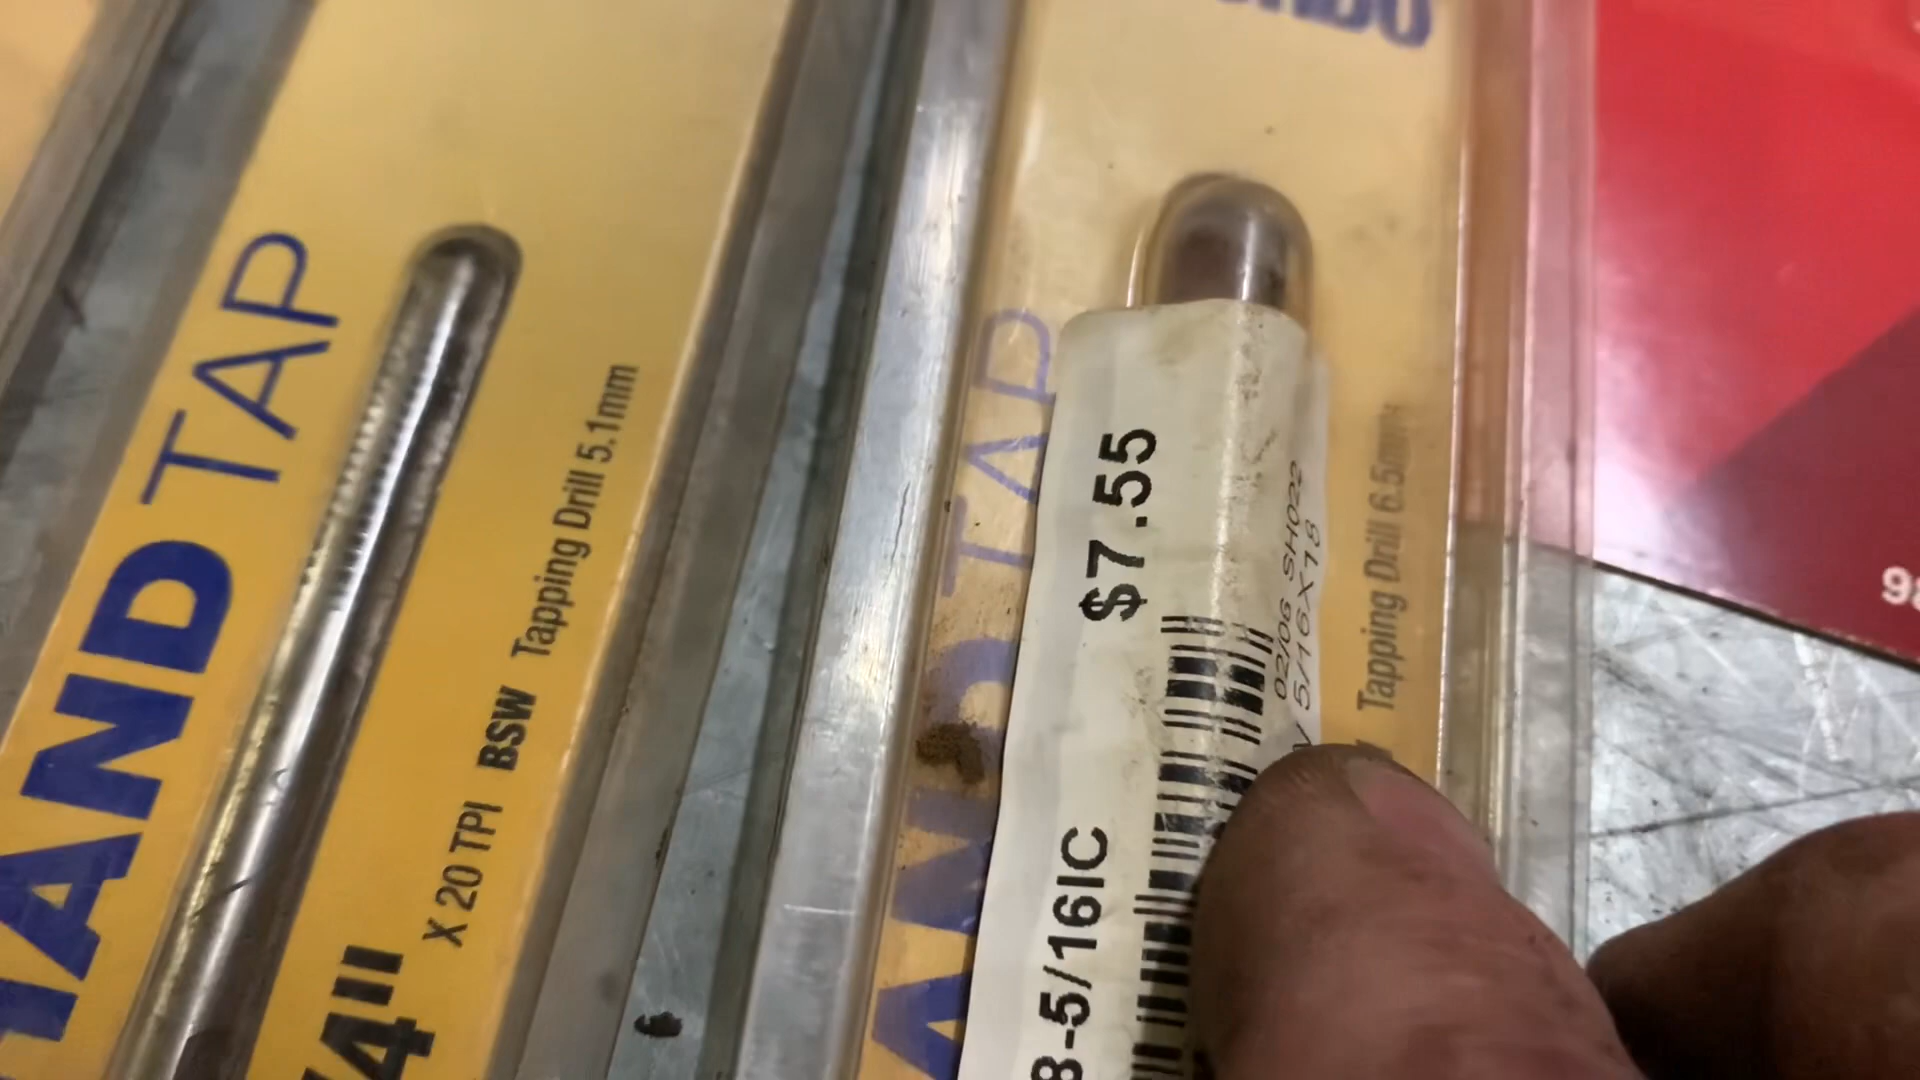 HAND TAP
/4"
X 20 TPI BSW Tapping Drill 5.1mm
AND TAP
$7.55
8-5/16IC
02/06 SH022
5/16X18
Tapping Drill 6.5mm
98